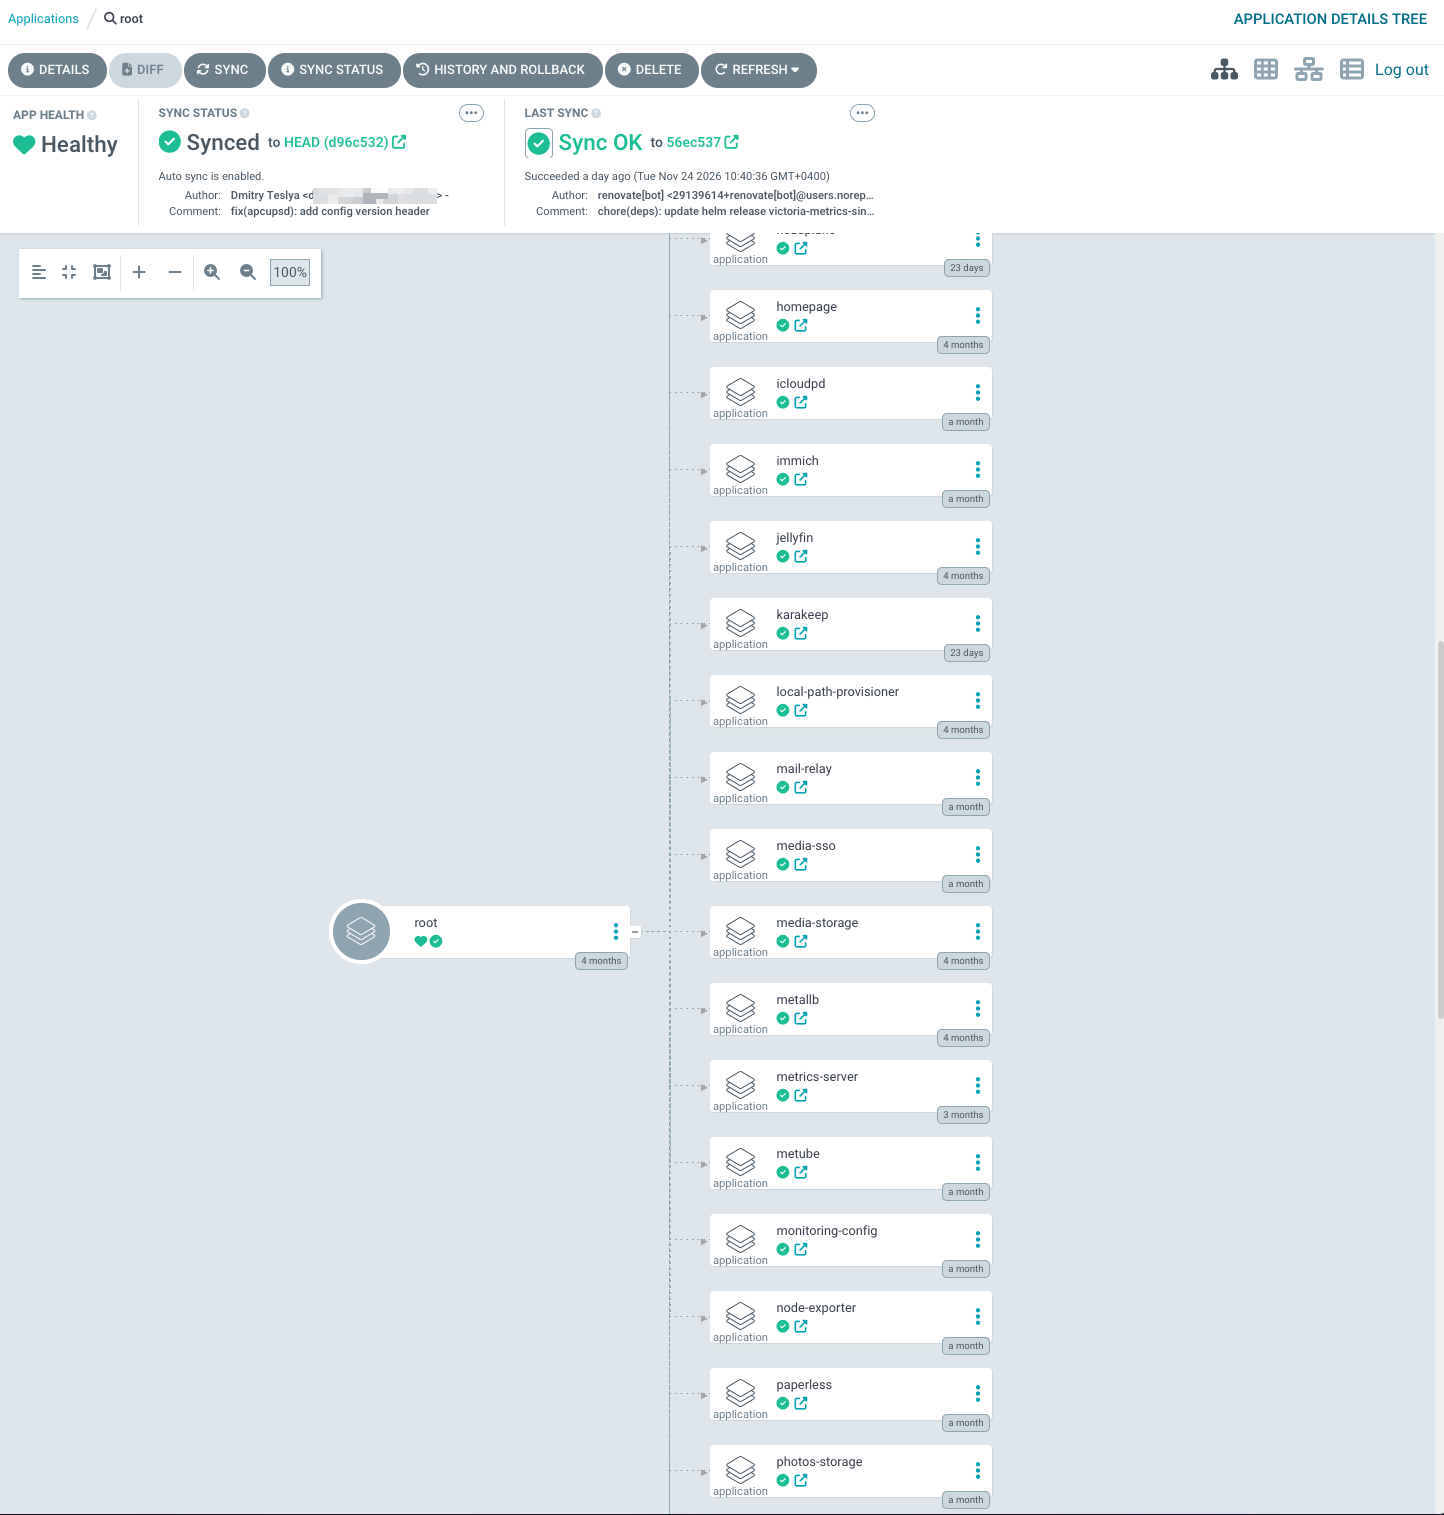 Applications / root
APPLICATION DETAILS TREE
DETAILS
DIFF
SYNC
SYNC STATUS
HISTORY AND ROLLBACK
DELETE
REFRESH
Log out
APP HEALTH
Healthy
SYNC STATUS
Synced to HEAD (d96c532)
Auto sync is enabled.
Author: Dmitry Teslya <d > -
Comment: fix(apcupsd): add config version header
LAST SYNC
Sync OK to 56ec537
Succeeded a day ago (Tue Nov 24 2026 10:40:36 GMT+0400)
Author: renovate[bot] <29139614+renovate[bot]@users.norep...
Comment: chore(deps): update helm release victoria-metrics-sin...
100%
root
4 months
application
23 days
homepage
application
4 months
icloudpd
application
a month
immich
application
a month
jellyfin
application
4 months
karakeep
application
23 days
local-path-provisioner
application
4 months
mail-relay
application
a month
media-sso
application
a month
media-storage
application
4 months
metallb
application
4 months
metrics-server
application
3 months
metube
application
a month
monitoring-config
application
a month
node-exporter
application
a month
paperless
application
a month
photos-storage
application
a month